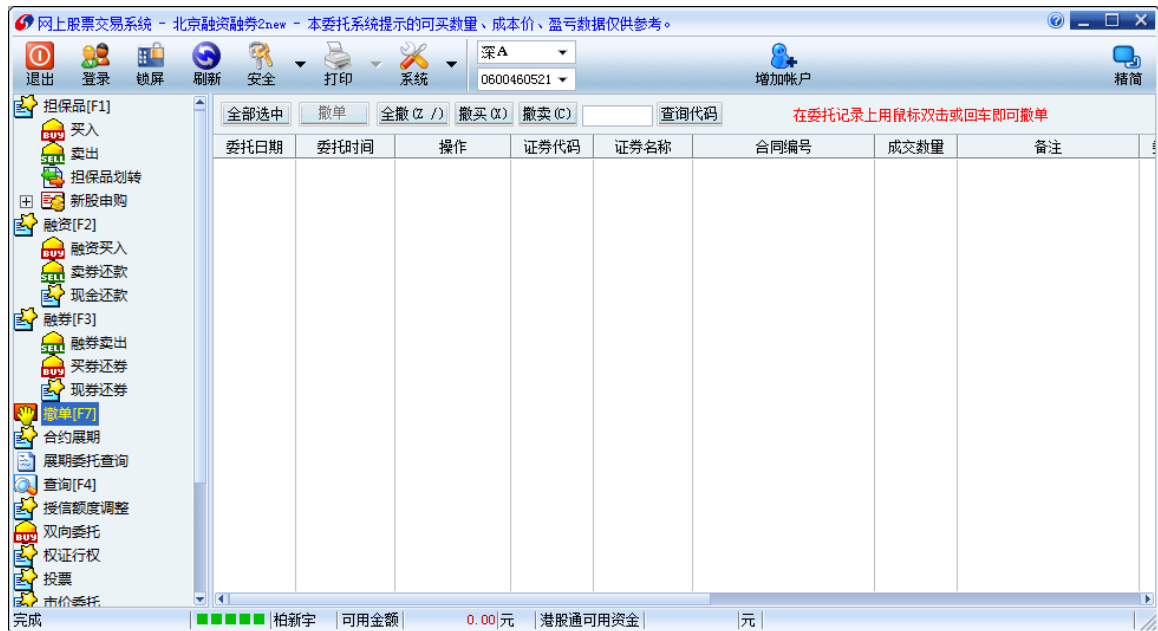 网上股票交易系统 - 北京融资融券2new - 本委托系统提示的可买数量、成本价、盈亏数据仅供参考。
退出 登录 锁屏 刷新 安全 打印 系统 深A 0600460521 增加帐户 精简
担保品[F1]
买入
卖出
担保品划转
新股申购
融资[F2]
融资买入
卖券还款
现金还款
融券[F3]
融券卖出
买券还券
现券还券
撤单[F7]
合约展期
展期委托查询
查询[F4]
授信额度调整
双向委托
权证行权
投票
市价委托
全部选中 撤单 全撤(Z /) 撤买(X) 撤卖(C) 查询代码 在委托记录上用鼠标双击或回车即可撤单
委托日期 委托时间 操作 证券代码 证券名称 合同编号 成交数量 备注
完成 柏新宇 可用金额 0.00 元 港股通可用资金 元